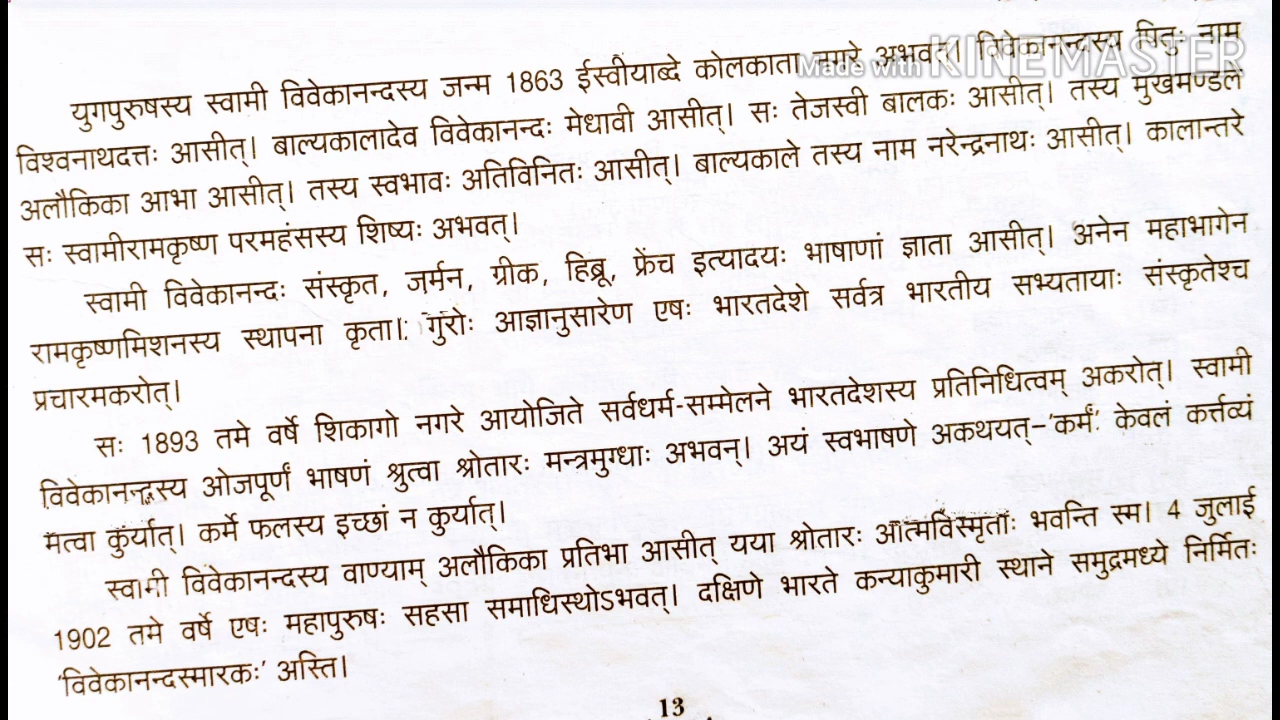 युगपुरुषस्य स्वामी विवेकानन्दस्य जन्म 1863 ईस्वीयाब्दे कोलकाता नगरे अभवत्। विवेकानन्दस्य पितुः नाम
Made with KINEMASTER
विश्वनाथदत्तः आसीत्। बाल्यकालादेव विवेकानन्दः मेधावी आसीत्। सः तेजस्वी बालकः आसीत्। तस्य मुखमण्डले
अलौकिका आभा आसीत्। तस्य स्वभावः अतिविनितः आसीत्। बाल्यकाले तस्य नाम नरेन्द्रनाथः आसीत्। कालान्तरे
सः स्वामीरामकृष्ण परमहंसस्य शिष्यः अभवत्।
स्वामी विवेकानन्दः संस्कृत, जर्मन, ग्रीक, हिब्रू, फ्रेंच इत्यादयः भाषाणां ज्ञाता आसीत्। अनेन महाभागेन
रामकृष्णमिशनस्य स्थापना कृता। गुरोः आज्ञानुसारेण एषः भारतदेशे सर्वत्र भारतीय सभ्यतायाः संस्कृतेश्च
प्रचारमकरोत्।
सः 1893 तमे वर्षे शिकागो नगरे आयोजिते सर्वधर्म-सम्मेलने भारतदेशस्य प्रतिनिधित्वम् अकरोत्। स्वामी
विवेकानन्दस्य ओजपूर्णं भाषणं श्रुत्वा श्रोतारः मन्त्रमुग्धाः अभवन्। अयं स्वभाषणे अकथयत्–'कर्मं' केवलं कर्त्तव्यं
मत्वा कुर्यात्। कर्मे फलस्य इच्छां न कुर्यात्।
स्वामी विवेकानन्दस्य वाण्याम् अलौकिका प्रतिभा आसीत् यया श्रोतारः आत्मविस्मृताः भवन्ति स्म। 4 जुलाई
1902 तमे वर्षे एषः महापुरुषः सहसा समाधिस्थोऽभवत्। दक्षिणे भारते कन्याकुमारी स्थाने समुद्रमध्ये निर्मितः
'विवेकानन्दस्मारकः' अस्ति।
13